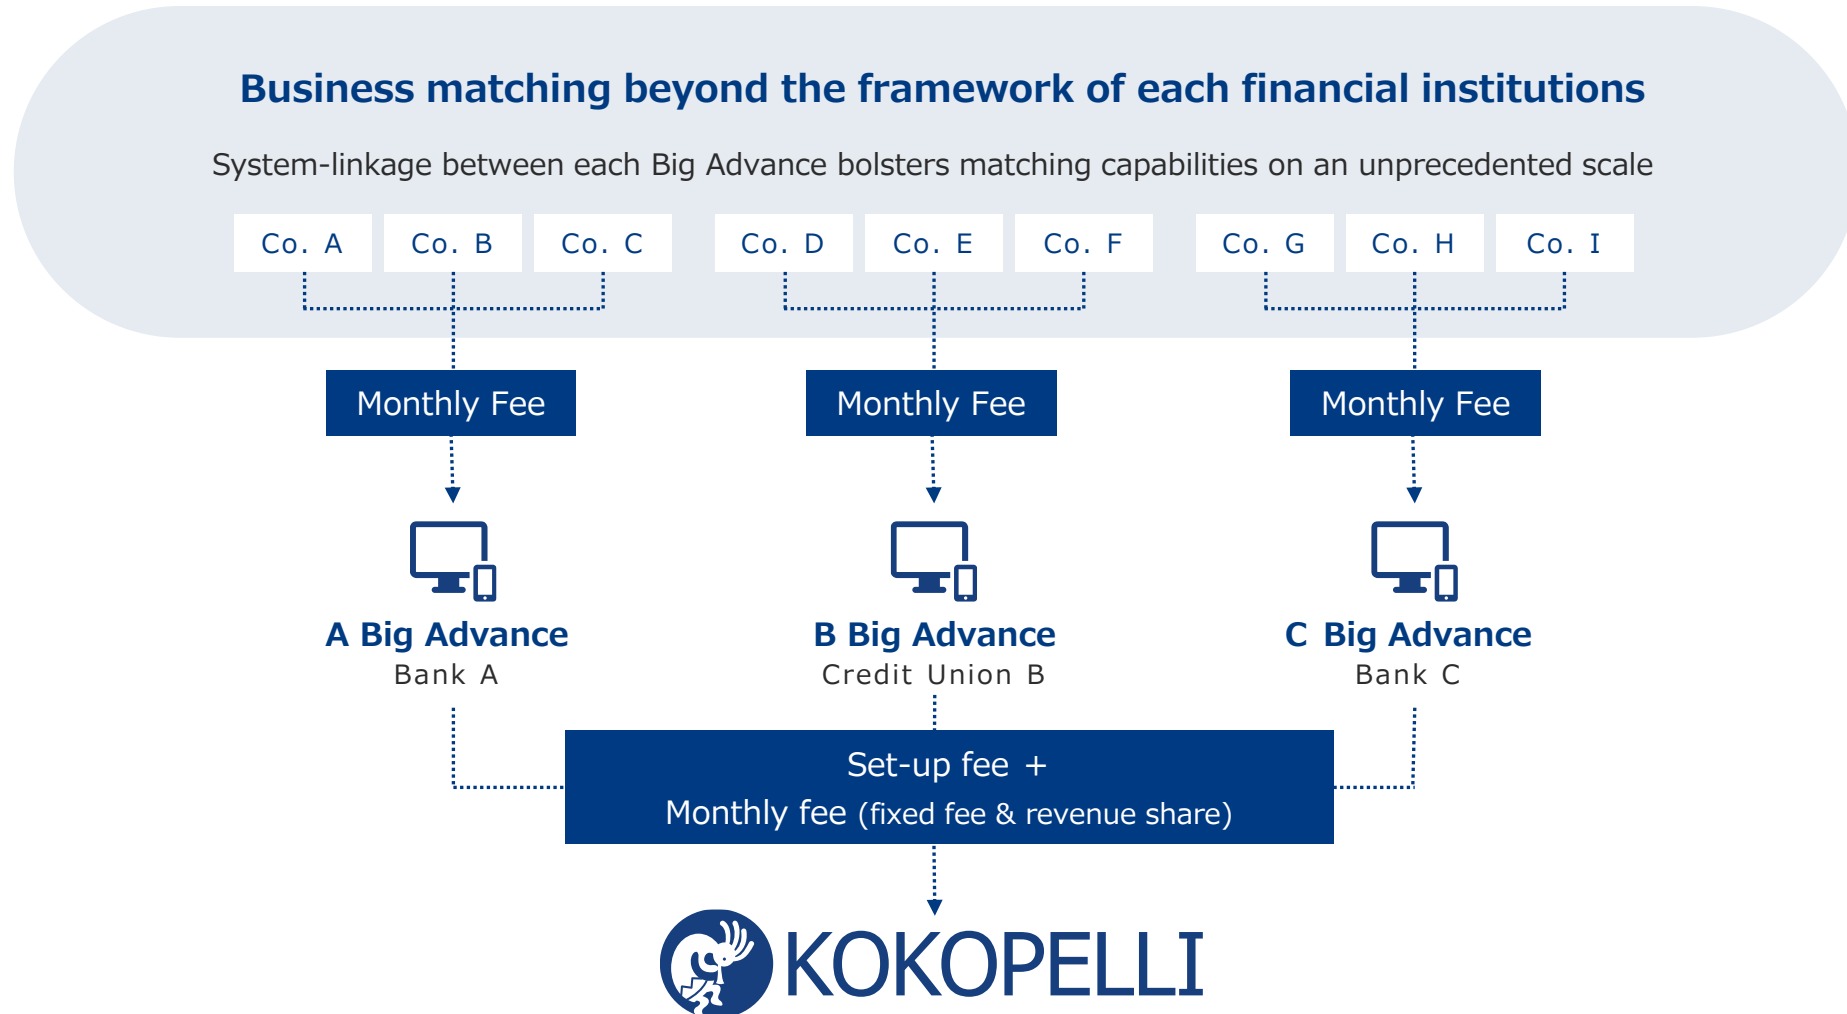 Business matching beyond the framework of each financial institutions
System-linkage between each Big Advance bolsters matching capabilities on an unprecedented scale
Co. A
Co. B
Co. C
Co. D
Co. E
Co. F
Co. G
Co. H
Co. I
Monthly Fee
Monthly Fee
Monthly Fee
A Big Advance
Bank A
B Big Advance
Credit Union B
C Big Advance
Bank C
Set-up fee +
Monthly fee (fixed fee & revenue share)
KOKOPELLI